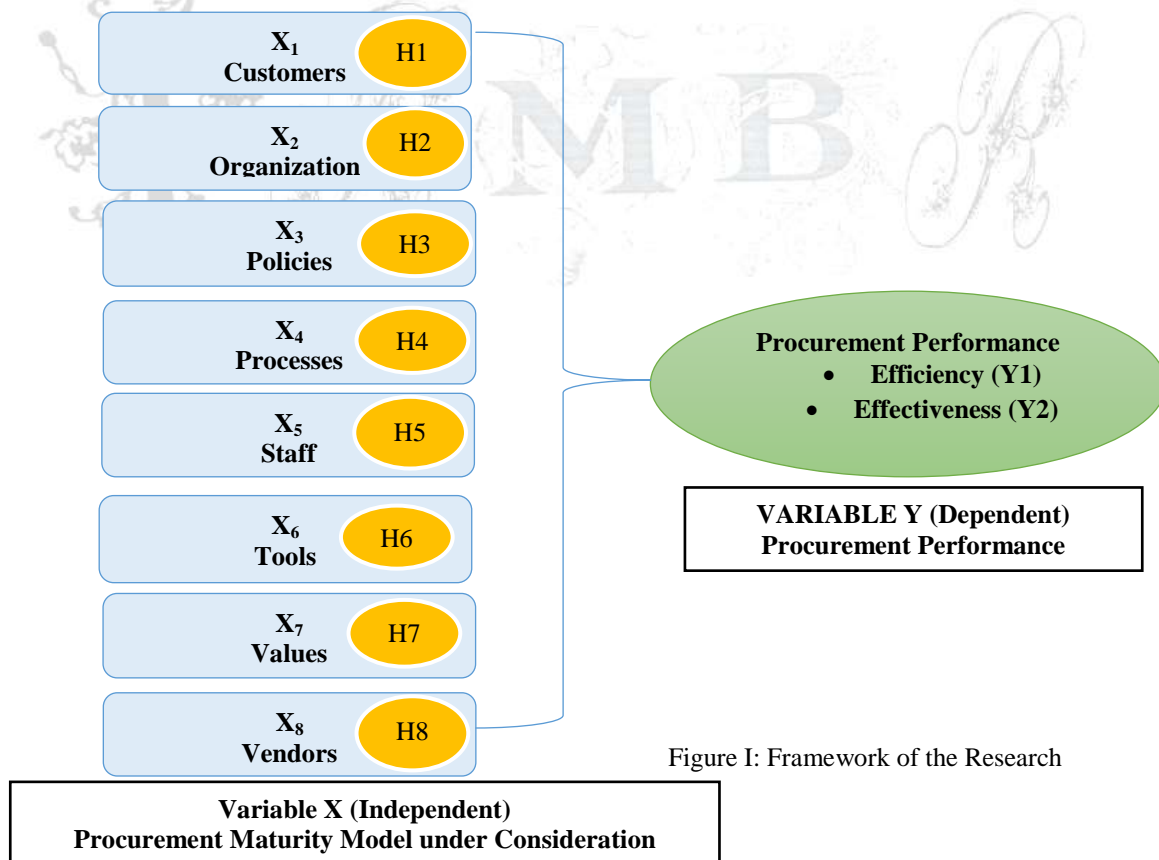 X₁
Customers
H1
X₂
Organization
H2
X₃
Policies
H3
X₄
Processes
H4
X₅
Staff
H5
X₆
Tools
H6
X₇
Values
H7
X₈
Vendors
H8
Variable X (Independent)
Procurement Maturity Model under Consideration
Procurement Performance
• Efficiency (Y1)
• Effectiveness (Y2)
VARIABLE Y (Dependent)
Procurement Performance
Figure I: Framework of the Research
M B R